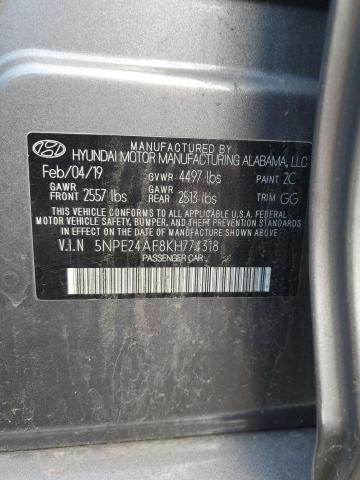 MANUFACTURED BY
HYUNDAI MOTOR MANUFACTURING ALABAMA, LLC
Feb/04/19 GVWR 4497 lbs PAINT 2C
GAWR FRONT 2557 lbs GAWR REAR 2513 lbs TRIM GG
THIS VEHICLE CONFORMS TO ALL APPLICABLE U.S.A. FEDERAL
MOTOR VEHICLE SAFETY, BUMPER, AND THEFT PREVENTION
STANDARDS IN EFFECT ON THE DATE OF MANUFACTURE SHOWN ABOVE.
V.I.N 5NPE24AF8KH774318
PASSENGER CAR